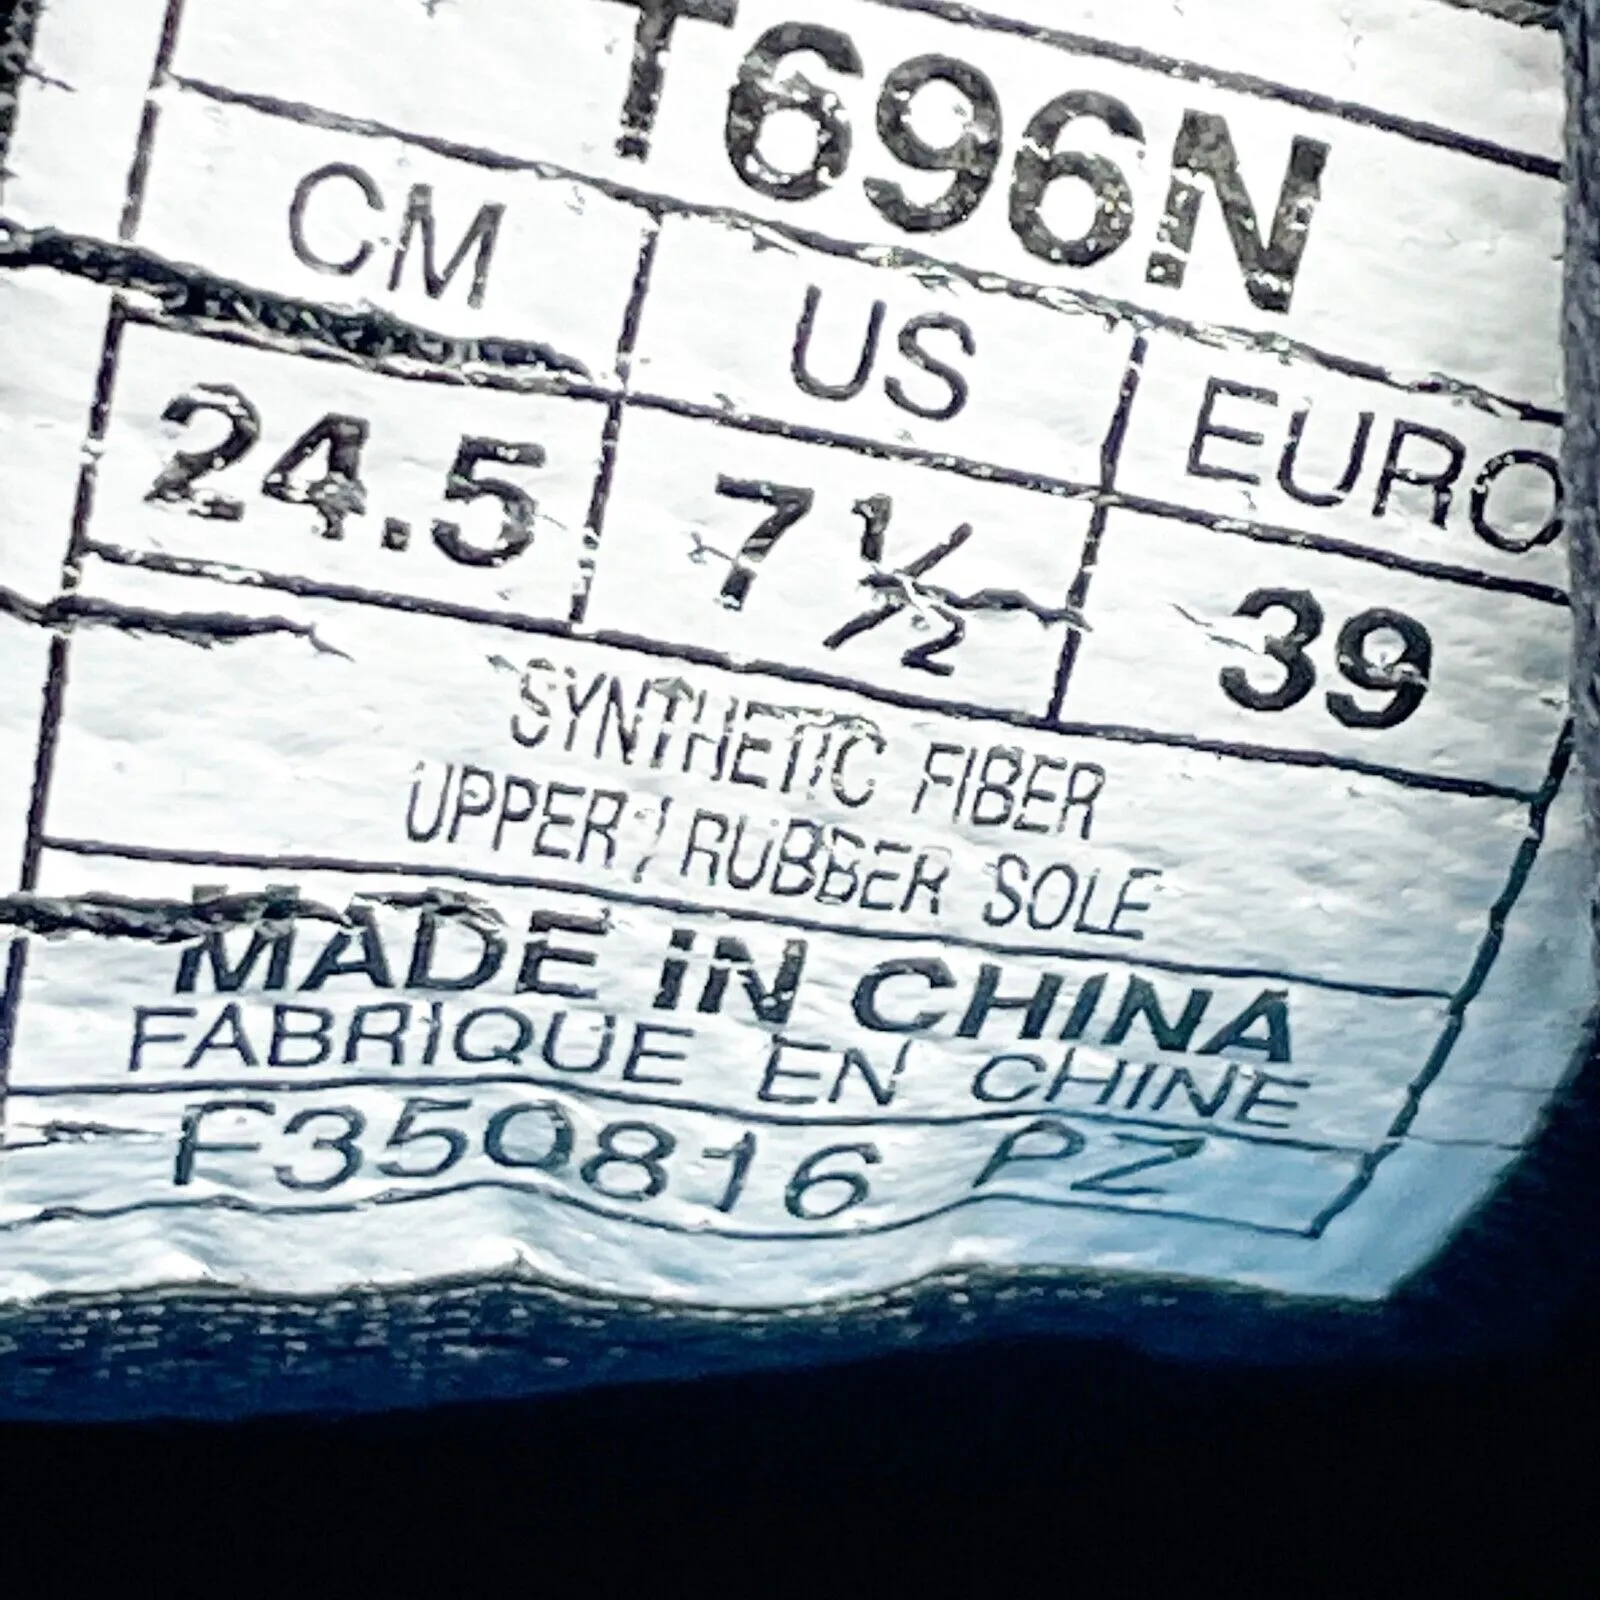 T696N
CM US EURO
24.5 7 ½ 39
SYNTHETIC FIBER
UPPER / RUBBER SOLE
MADE IN CHINA
FABRIQUE EN CHINE
F350816 PZ